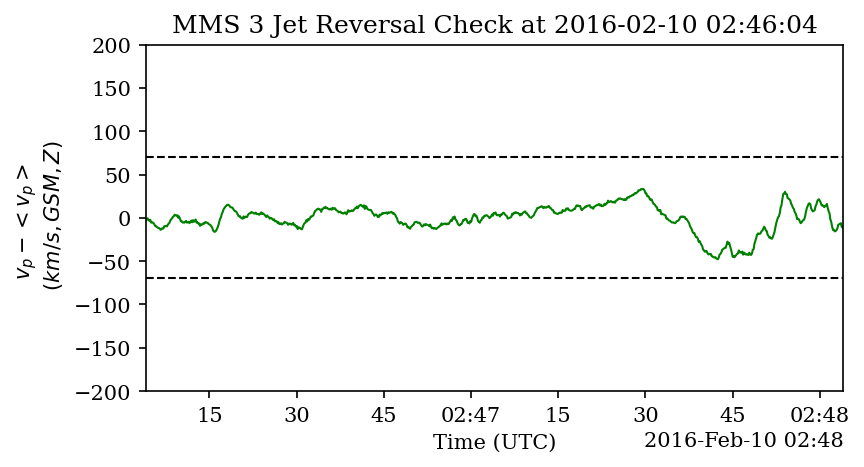 MMS 3 Jet Reversal Check at 2016-02-10 02:46:04
v_p − < v_p >
(km/s, GSM, Z)
200
150
100
50
0
−50
−100
−150
−200
15 30 45 02:47 15 30 45 02:48
Time (UTC)
2016-Feb-10 02:48